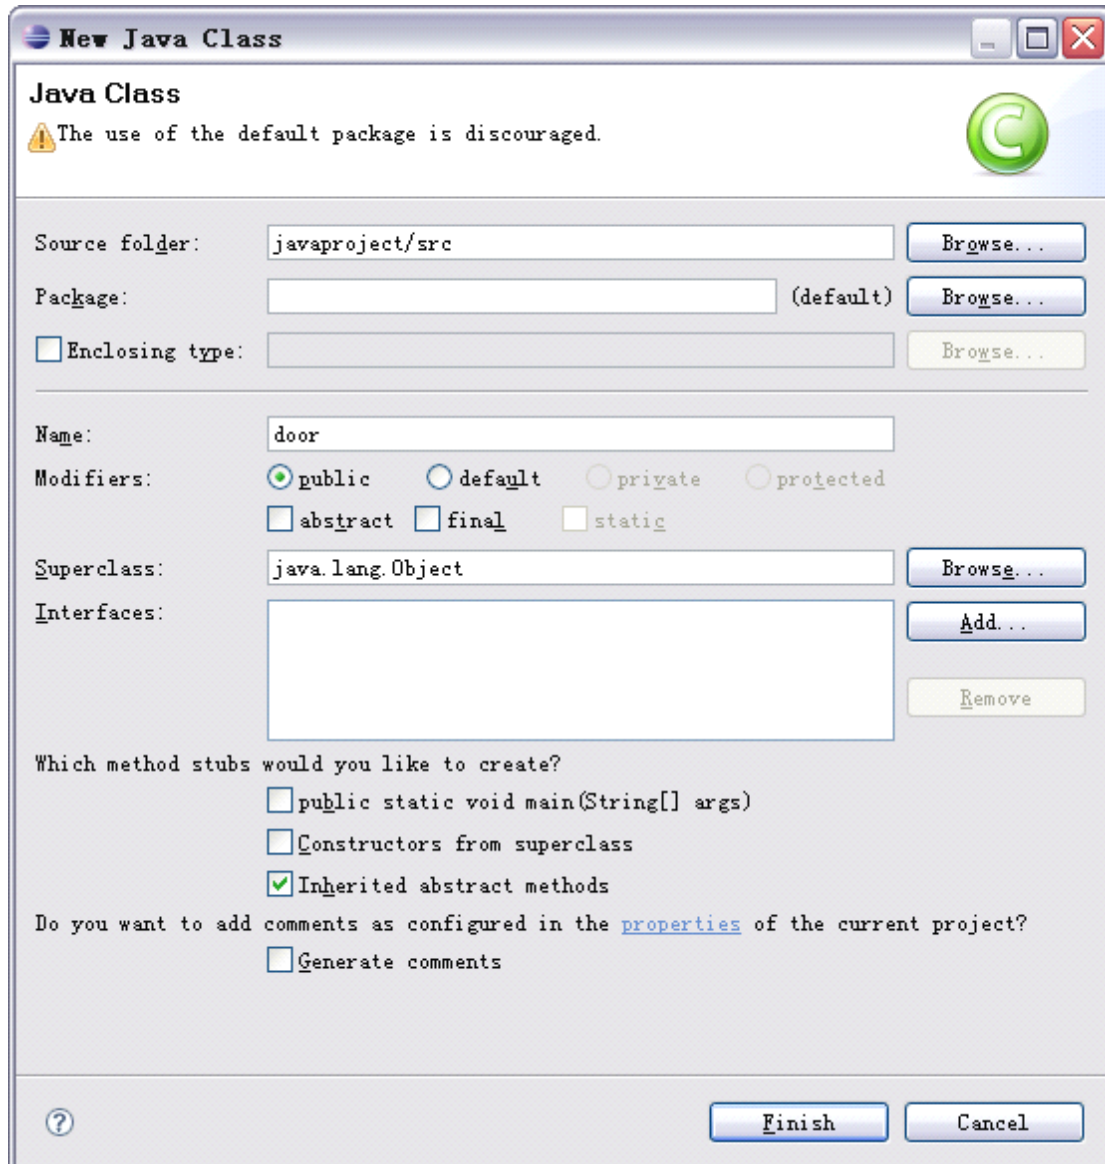 New Java Class
Java Class
The use of the default package is discouraged.
Source folder: javaproject/src Browse...
Package: (default) Browse...
Enclosing type: Browse...
Name: door
Modifiers: public default private protected
abstract final static
Superclass: java.lang.Object Browse...
Interfaces: Add...
Remove
Which method stubs would you like to create?
public static void main(String[] args)
Constructors from superclass
Inherited abstract methods
Do you want to add comments as configured in the properties of the current project?
Generate comments
? Finish Cancel